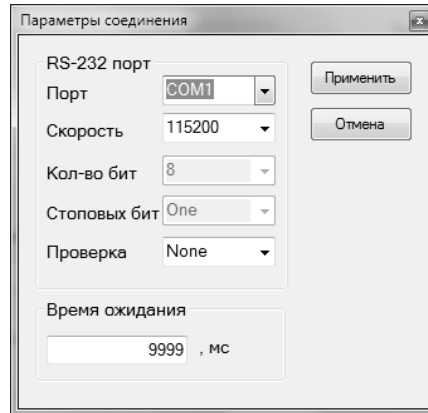 Параметры соединения
RS-232 порт
Порт COM1
Применить
Скорость 115200
Отмена
Кол-во бит 8
Стоповых бит One
Проверка None
Время ожидания
9999 , мс